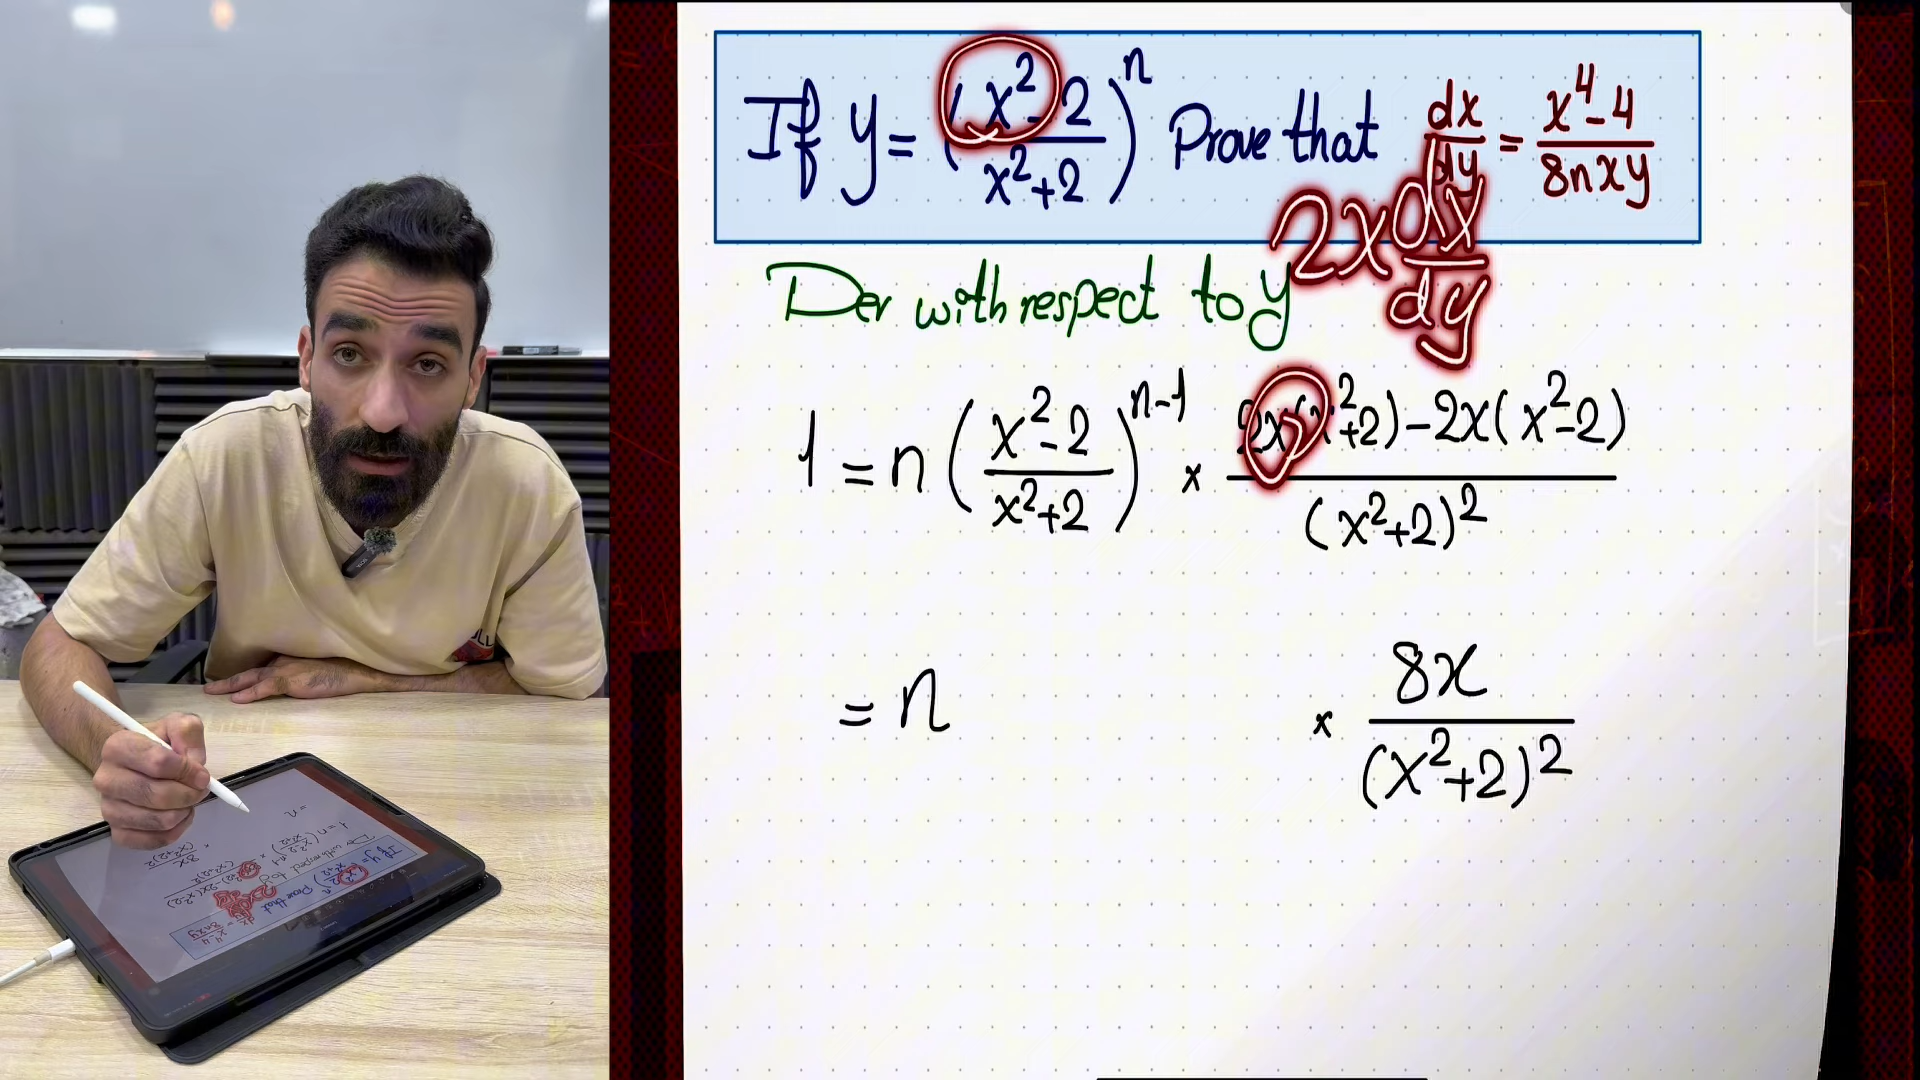 If y = ((x²-2)/(x²+2))ⁿ Prove that dx/dy = (x⁴-4)/(8nxy)
2x dx/dy
Der with respect to y
1 = n ((x²-2)/(x²+2))ⁿ⁻¹ × (2x(x²+2)-2x(x²-2))/(x²+2)²
= n × 8x/(x²+2)²